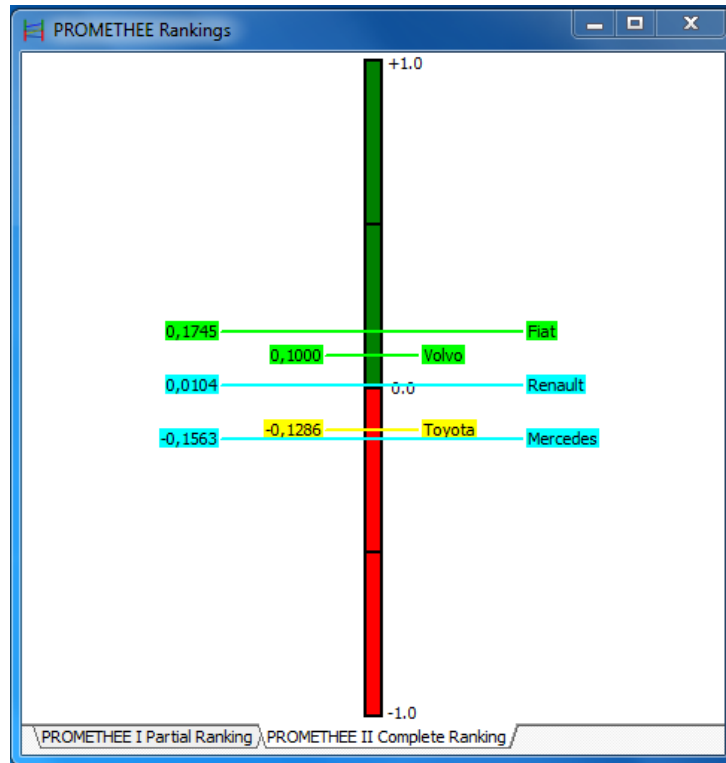 PROMETHEE Rankings
+1.0
0,1745 Fiat
0,1000 Volvo
0,0104 0.0 Renault
-0,1286 Toyota
-0,1563 Mercedes
-1.0
PROMETHEE I Partial Ranking PROMETHEE II Complete Ranking